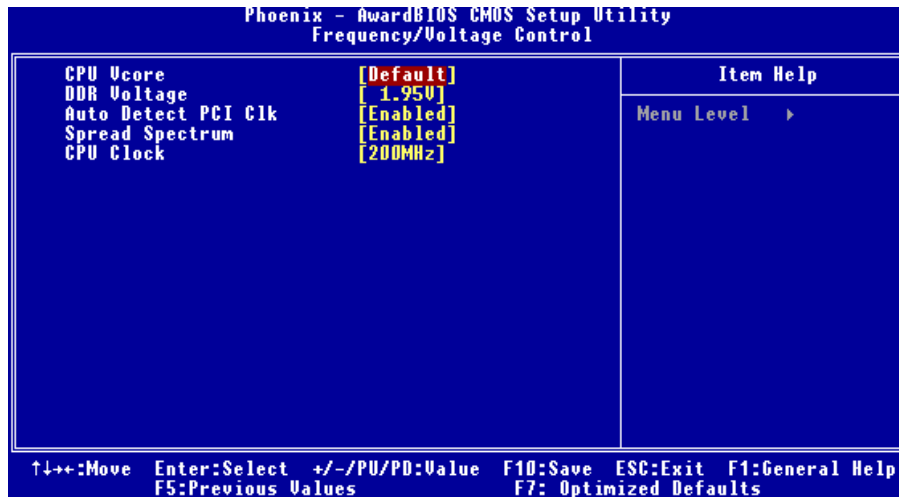 Phoenix - AwardBIOS CMOS Setup Utility
Frequency/Voltage Control
CPU Vcore [Default]
DDR Voltage [ 1.95V]
Auto Detect PCI Clk [Enabled]
Spread Spectrum [Enabled]
CPU Clock [200MHz]
Item Help
Menu Level ▸
↑↓→←:Move Enter:Select +/-/PU/PD:Value F10:Save ESC:Exit F1:General Help
F5:Previous Values F7: Optimized Defaults